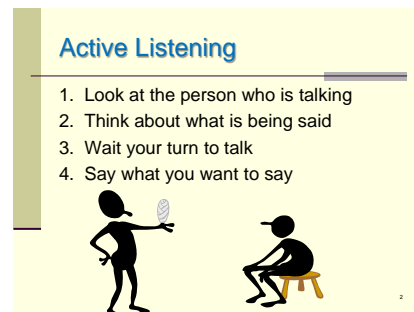 Active Listening
1. Look at the person who is talking
2. Think about what is being said
3. Wait your turn to talk
4. Say what you want to say
2